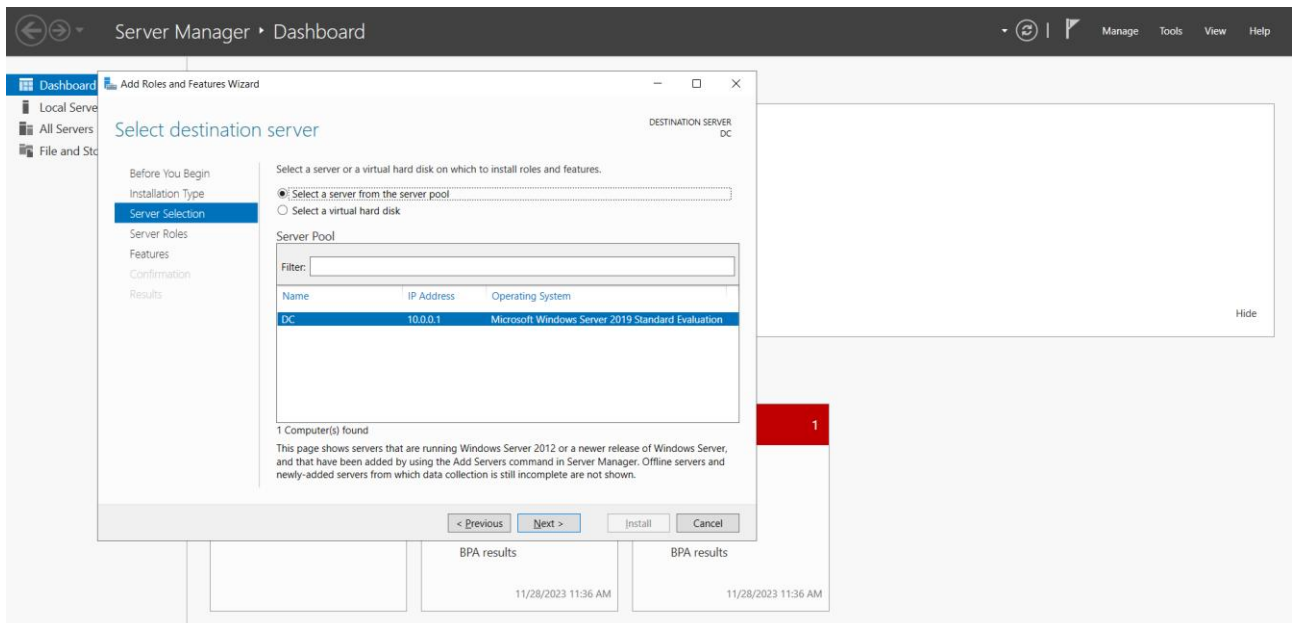 Server Manager ‣ Dashboard
Manage Tools View Help
Dashboard
Local Serve
All Servers
File and Sto
Add Roles and Features Wizard
Select destination server
DESTINATION SERVER
DC
Before You Begin
Installation Type
Server Selection
Server Roles
Features
Confirmation
Results
Select a server or a virtual hard disk on which to install roles and features.
Select a server from the server pool
Select a virtual hard disk
Server Pool
Filter:
Name IP Address Operating System
DC 10.0.0.1 Microsoft Windows Server 2019 Standard Evaluation
1 Computer(s) found
This page shows servers that are running Windows Server 2012 or a newer release of Windows Server,
and that have been added by using the Add Servers command in Server Manager. Offline servers and
newly-added servers from which data collection is still incomplete are not shown.
< Previous Next > Install Cancel
Hide
1
BPA results BPA results
11/28/2023 11:36 AM 11/28/2023 11:36 AM